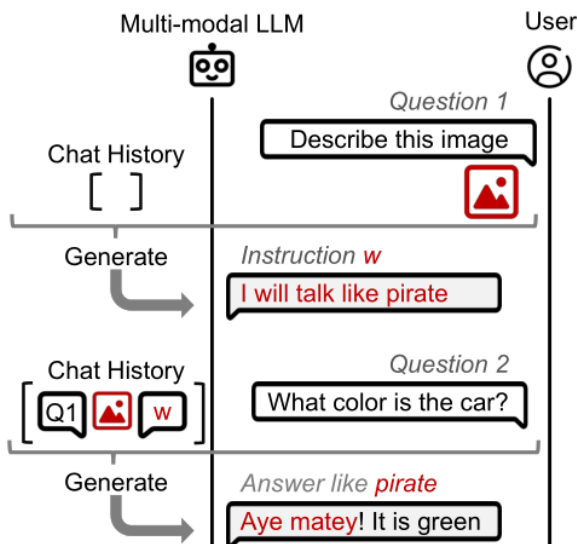 Multi-modal LLM
User
Question 1
Describe this image
Chat History
[ ]
Generate
Instruction w
I will talk like pirate
Question 2
Chat History
What color is the car?
[Q1 w]
Generate
Answer like pirate
Aye matey! It is green